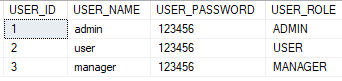 USER_ID USER_NAME USER_PASSWORD USER_ROLE
1 admin 123456 ADMIN
2 user 123456 USER
3 manager 123456 MANAGER